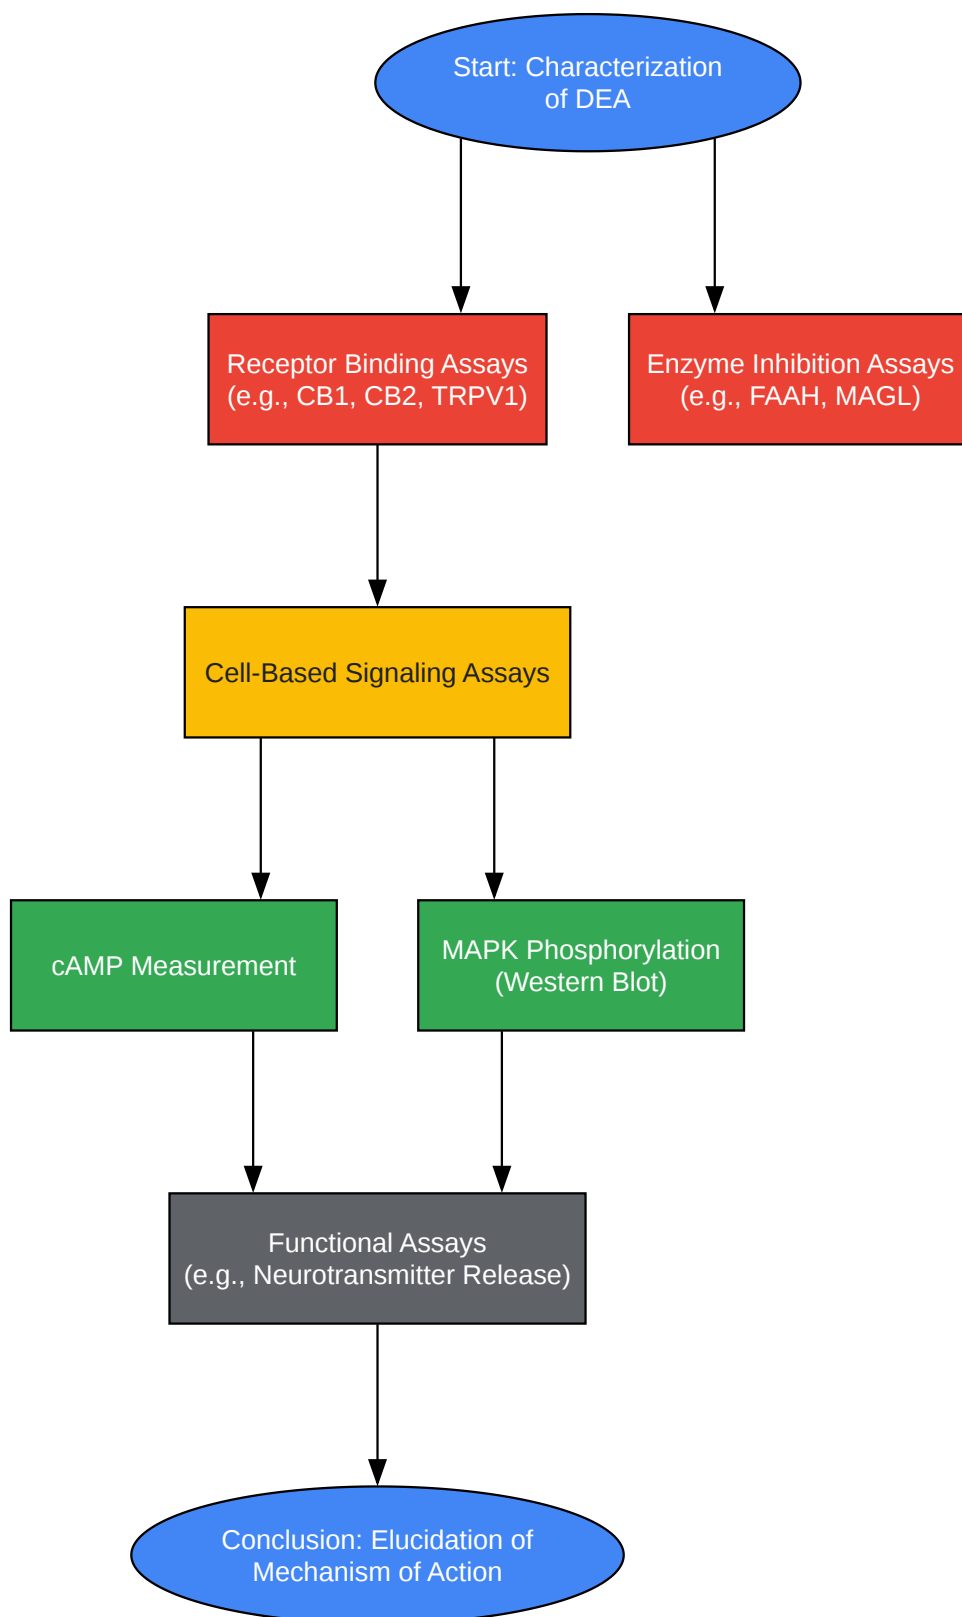 Start: Characterization
of DEA
Receptor Binding Assays
(e.g., CB1, CB2, TRPV1)
Enzyme Inhibition Assays
(e.g., FAAH, MAGL)
Cell-Based Signaling Assays
cAMP Measurement
MAPK Phosphorylation
(Western Blot)
Functional Assays
(e.g., Neurotransmitter Release)
Conclusion: Elucidation of
Mechanism of Action